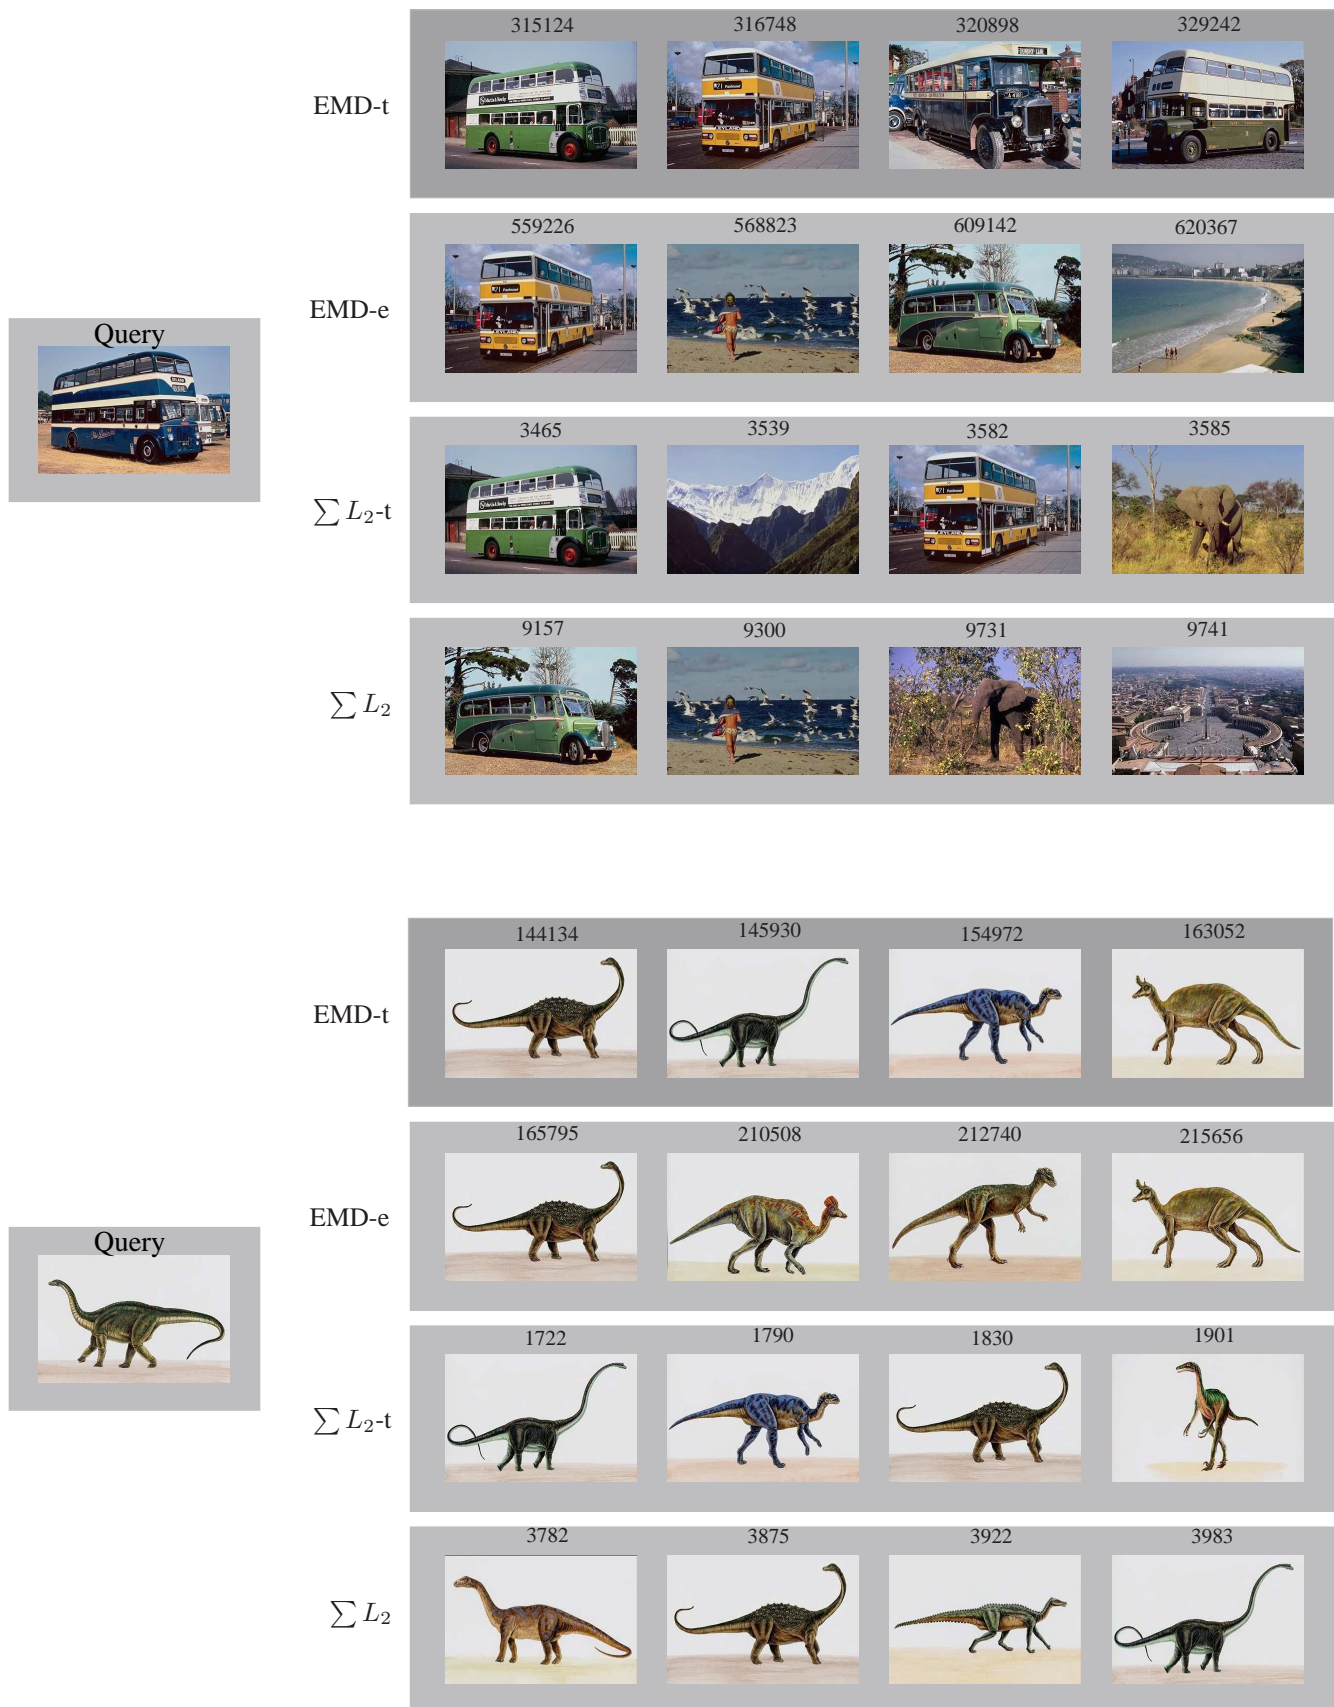 315124 316748 320898 329242
EMD-t
559226 568823 609142 620367
EMD-e
Query
3465 3539 3582 3585
∑ L₂-t
9157 9300 9731 9741
∑ L₂
144134 145930 154972 163052
EMD-t
165795 210508 212740 215656
EMD-e
Query
1722 1790 1830 1901
∑ L₂-t
3782 3875 3922 3983
∑ L₂